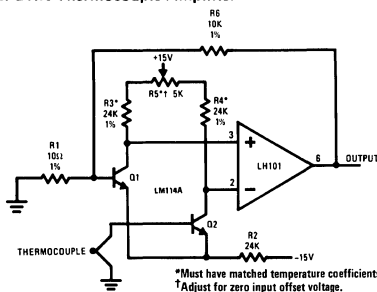 R6
10K
1%
+15V
R3*
24K
1%
R5*† 5K
R4*
24K
1%
R1
10Ω
1%
3
+
LH101
6
OUTPUT
2
−
Q1
LM114A
Q2
R2
24K
−15V
THERMOCOUPLE
*Must have matched temperature coefficient
†Adjust for zero input offset voltage.